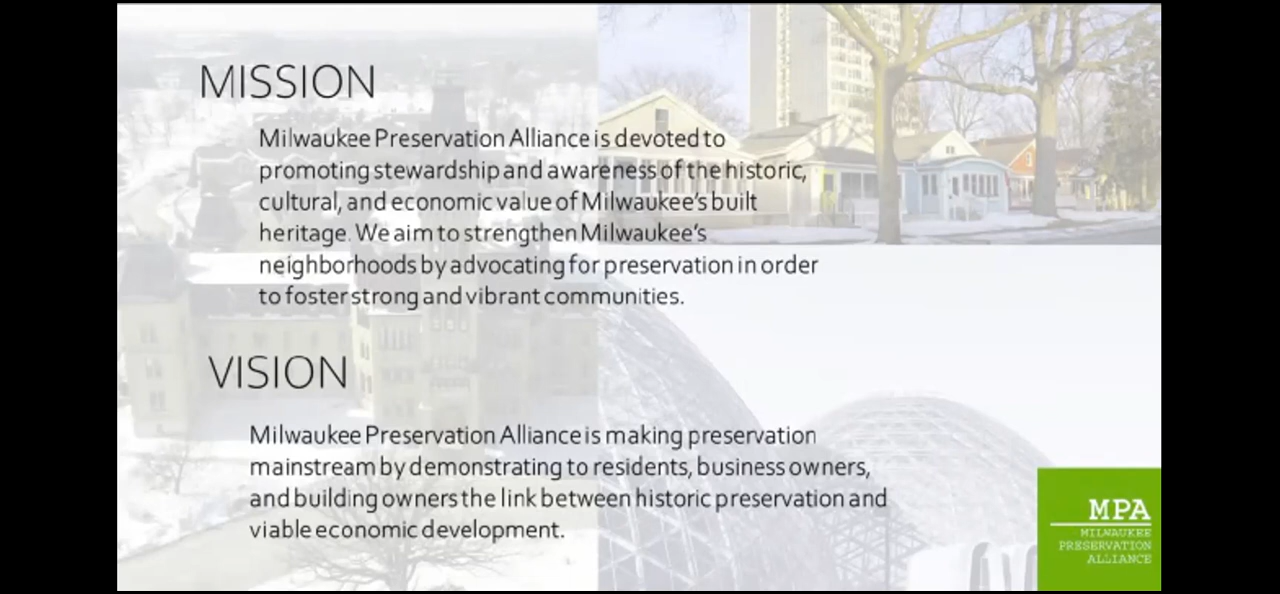 MISSION
Milwaukee Preservation Alliance is devoted to
promoting stewardship and awareness of the historic,
cultural, and economic value of Milwaukee's built
heritage. We aim to strengthen Milwaukee's
neighborhoods by advocating for preservation in order
to foster strong and vibrant communities.
VISION
Milwaukee Preservation Alliance is making preservation
mainstream by demonstrating to residents, business owners,
and building owners the link between historic preservation and
viable economic development.
MPA
MILWAUKEE
PRESERVATION
ALLIANCE